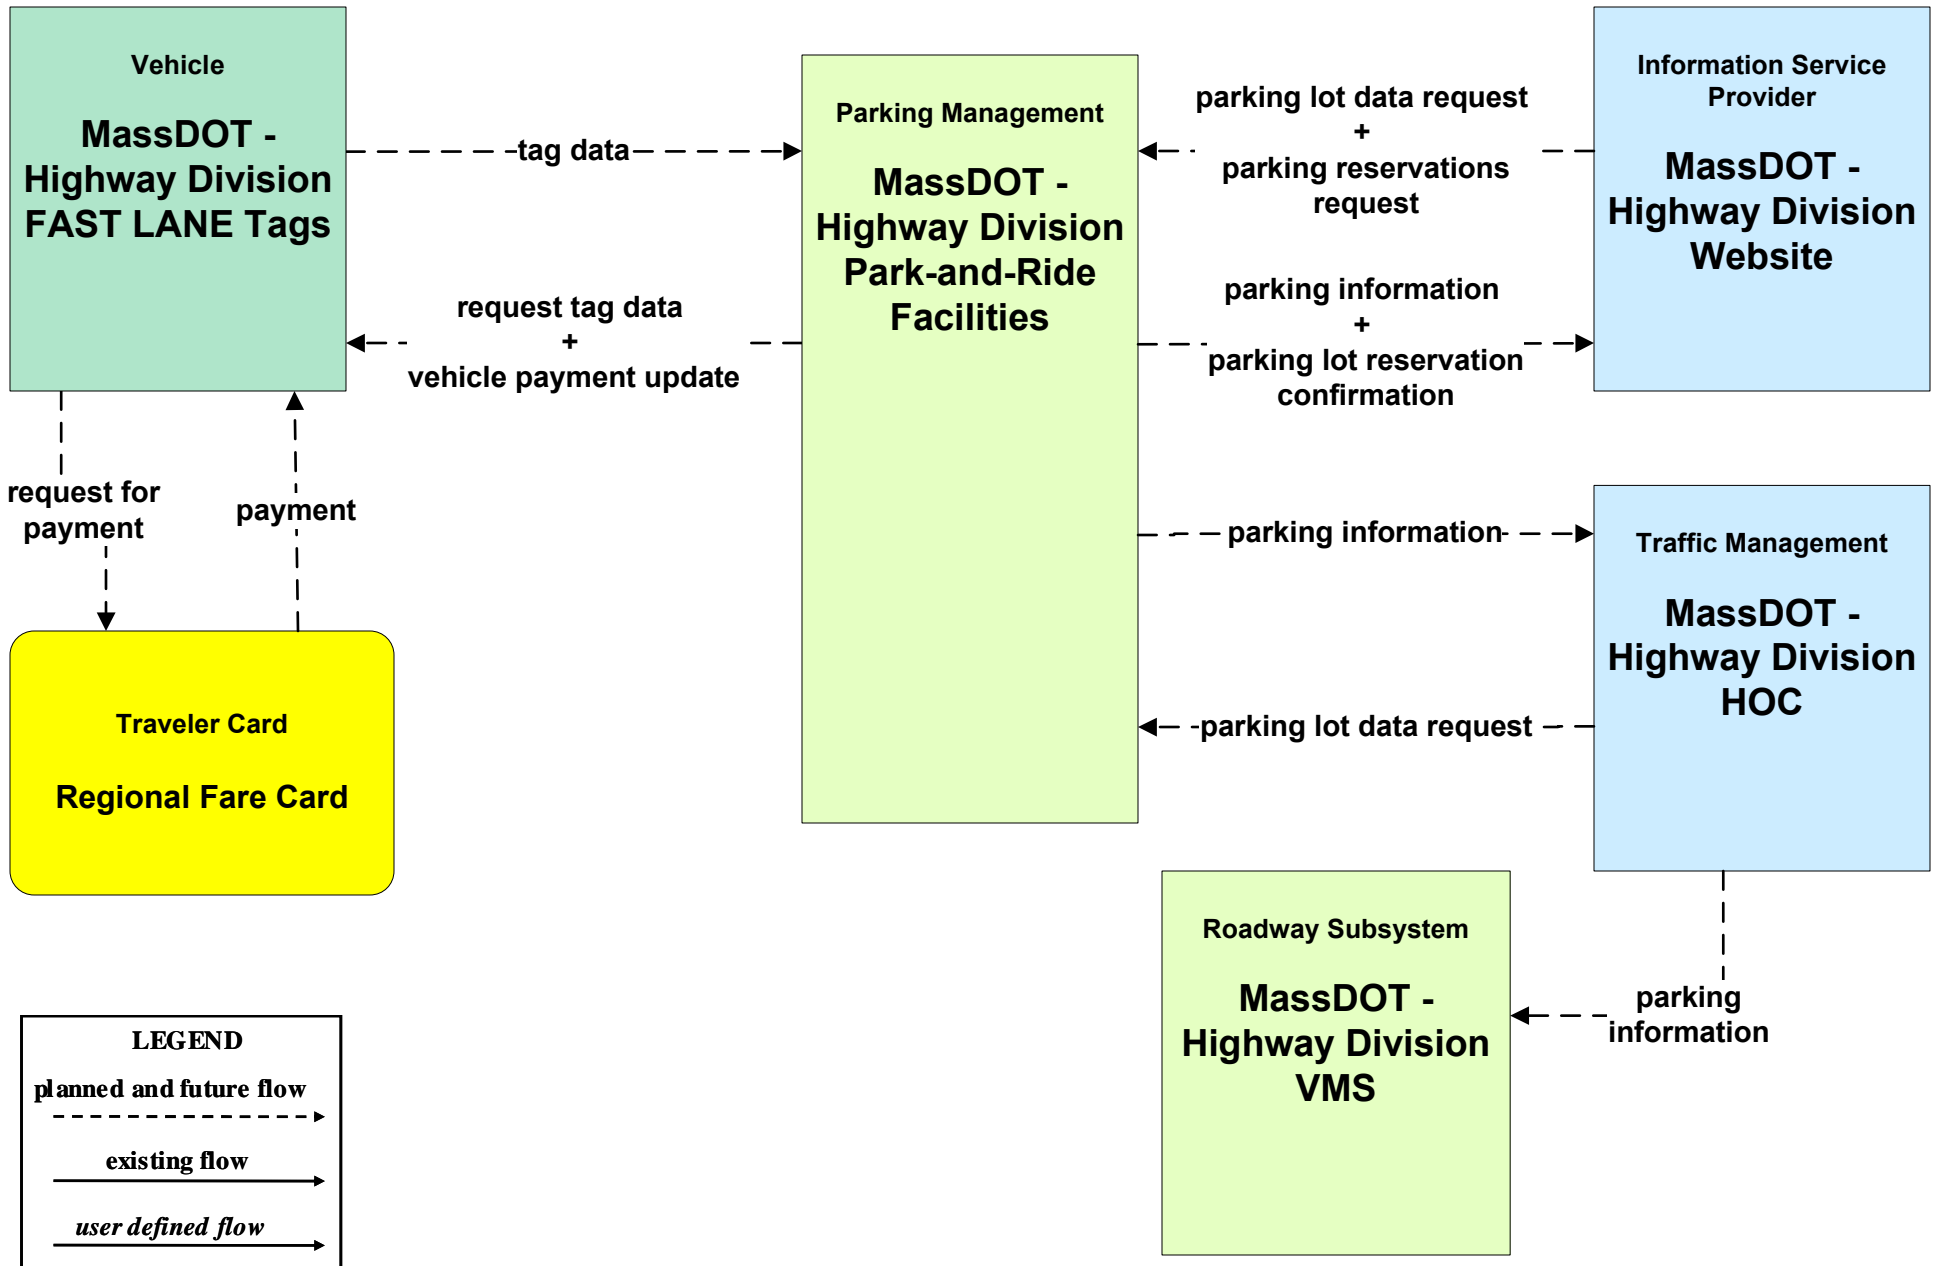 Vehicle
MassDOT -
Highway Division
FAST LANE Tags
tag data
request tag data
+
vehicle payment update
request for
payment
payment
Traveler Card
Regional Fare Card
Parking Management
MassDOT -
Highway Division
Park-and-Ride
Facilities
parking lot data request
+
parking reservations
request
parking information
+
parking lot reservation
confirmation
Information Service
Provider
MassDOT -
Highway Division
Website
parking information
parking lot data request
Traffic Management
MassDOT -
Highway Division
HOC
parking
information
Roadway Subsystem
MassDOT -
Highway Division
VMS
LEGEND
planned and future flow
existing flow
user defined flow